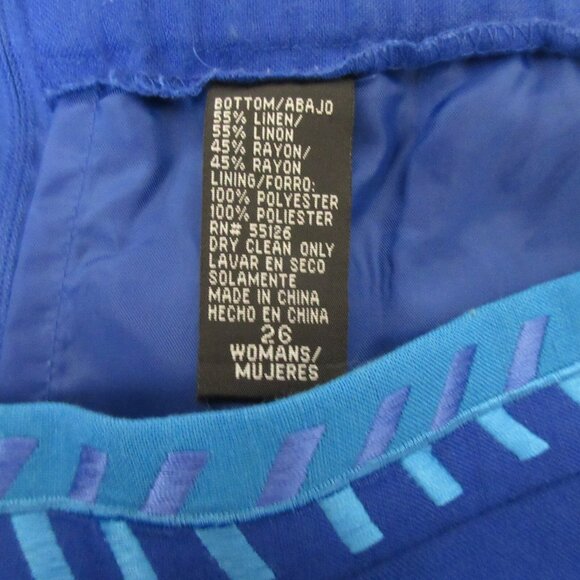 BOTTOM/ABAJO
55% LINEN/
55% LINON
45% RAYON/
45% RAYON
LINING/FORRO:
100% POLYESTER
100% POLIESTER
RN# 55126
DRY CLEAN ONLY
LAVAR EN SECO
SOLAMENTE
MADE IN CHINA
HECHO EN CHINA
26
WOMANS/
MUJERES